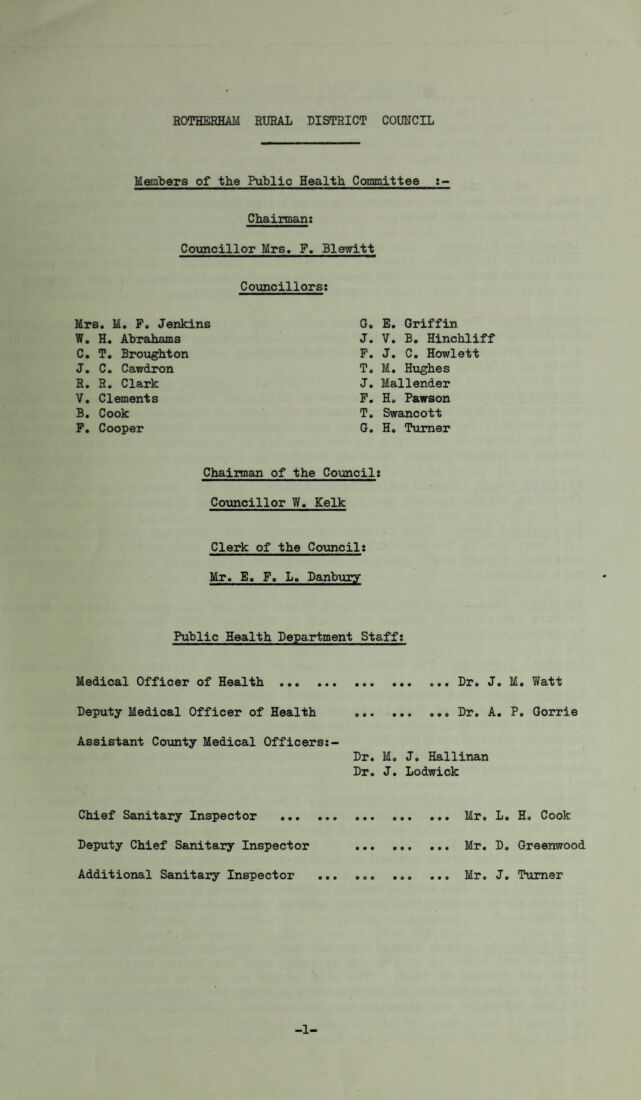 ROTHERHAM RURAL DISTRICT COUNCIL
Members of the Public Health Committee :-
Chairman:
Councillor Mrs. F. Blewitt
Councillors:
Mrs. M. F. Jenkins
W. H. Abrahams
C. T. Broughton
J. C. Cawdron
R. R. Clark
V. Clements
B. Cook
F. Cooper
G. E. Griffin
J. V. B. Hinchliff
F. J. C. Howlett
T. M. Hughes
J. Mallender
F. H. Pawson
T. Swancott
G. H. Turner
Chairman of the Council:
Councillor W. Kelk
Clerk of the Council:
Mr. E. F. L. Danbury
Public Health Department Staff:
Medical Officer of Health ... ... ... ... ... Dr. J. M. Watt
Deputy Medical Officer of Health ... ... ... Dr. A. P. Gorrie
Assistant County Medical Officers:-
Dr. M. J. Hallinan
Dr. J. Lodwick
Chief Sanitary Inspector ... ... ... ... ... Mr. L. H. Cook
Deputy Chief Sanitary Inspector ... ... ... Mr. D. Greenwood
Additional Sanitary Inspector ... ... ... ... Mr. J. Turner
-1-